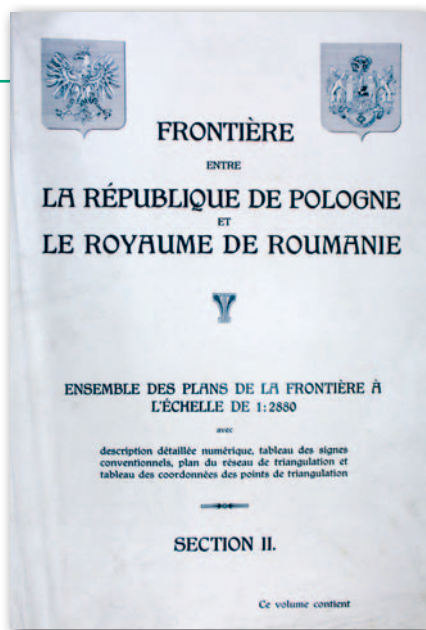 FRONTIÈRE
ENTRE
LA RÉPUBLIQUE DE POLOGNE
ET
LE ROYAUME DE ROUMANIE
ENSEMBLE DES PLANS DE LA FRONTIÈRE À
L'ÉCHELLE DE 1:2880
avec
description détaillée numérique, tableau des signes
conventionnels, plan du réseau de triangulation et
tableau des coordonnées des points de triangulation
SECTION II.
Ce volume contient